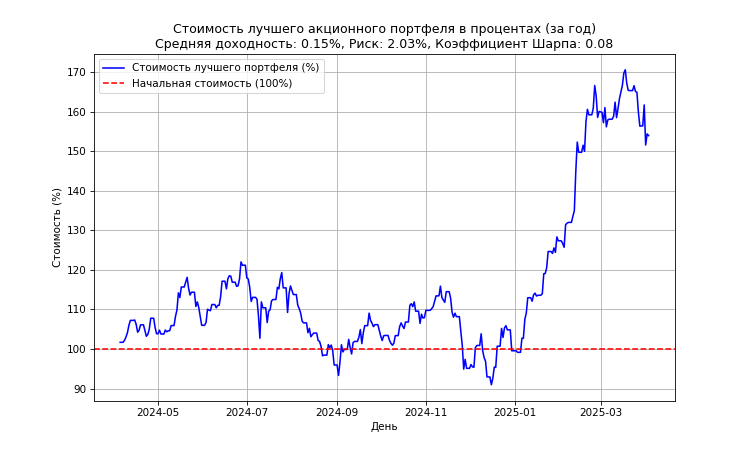 Стоимость лучшего акционного портфеля в процентах (за год)
Средняя доходность: 0.15%, Риск: 2.03%, Коэффициент Шарпа: 0.08
Стоимость лучшего портфеля (%)
Начальная стоимость (100%)
Стоимость (%)
170
160
150
140
130
120
110
100
90
2024-05
2024-07
2024-09
2024-11
2025-01
2025-03
День